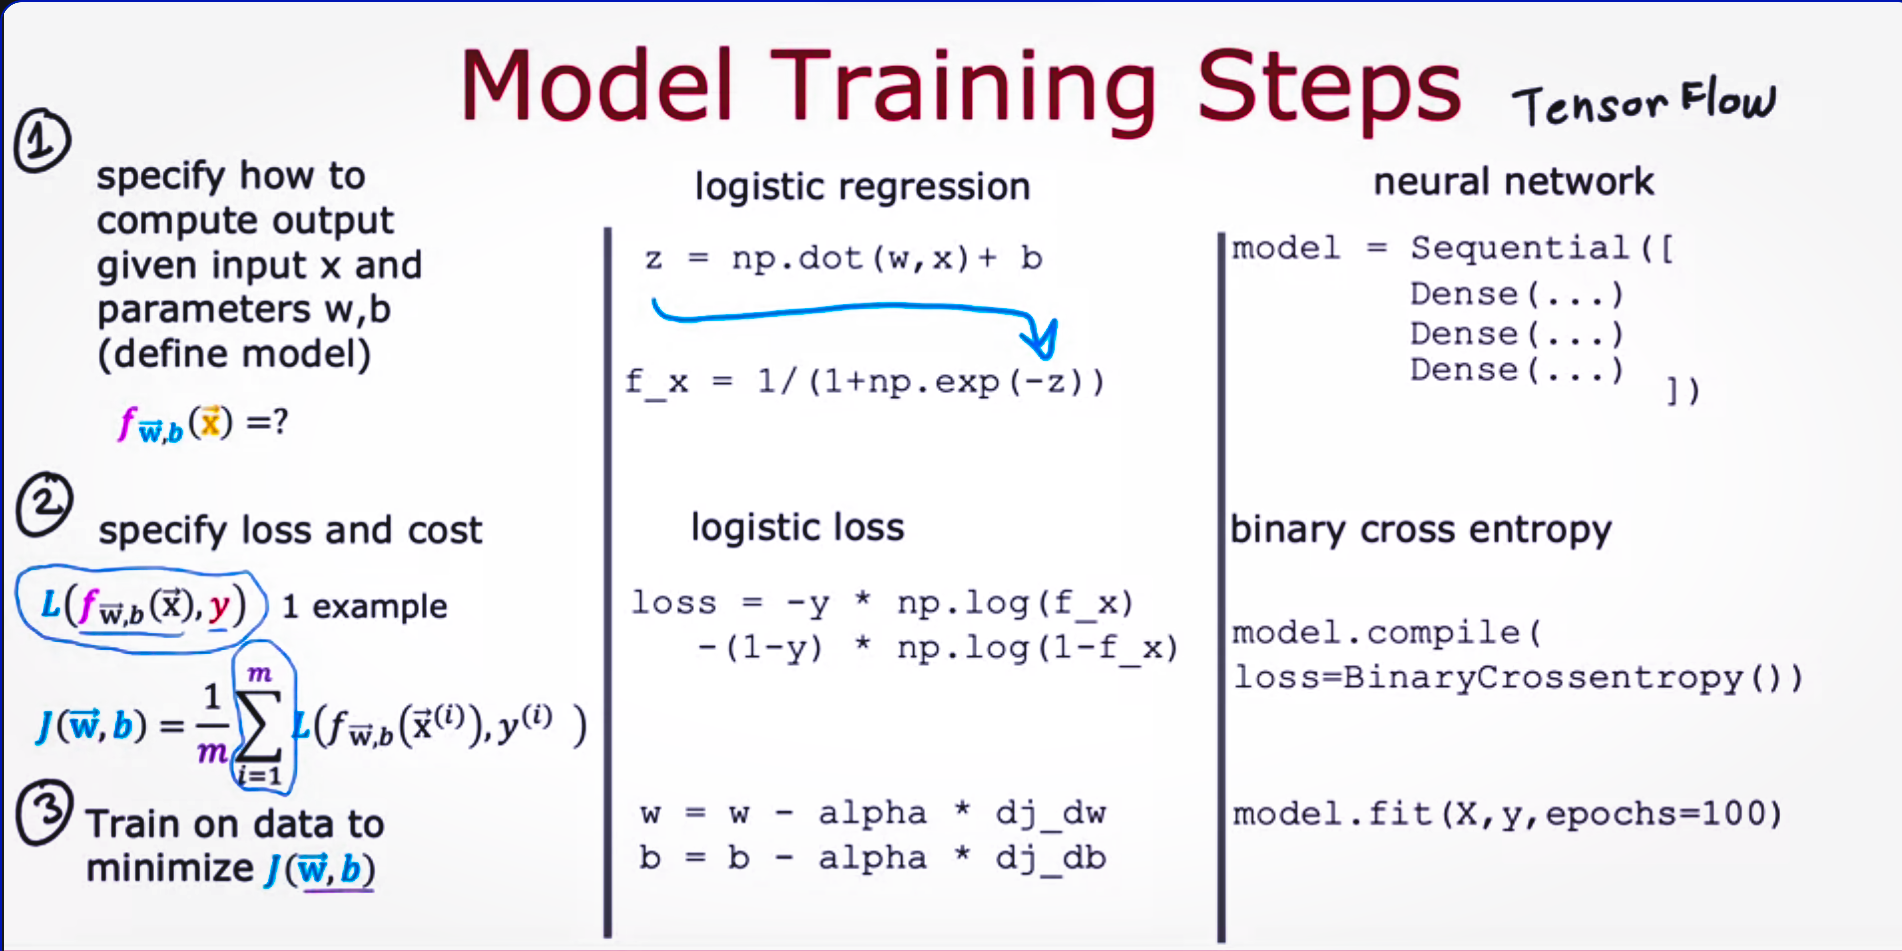 Model Training Steps
TensorFlow
①
specify how to
compute output
given input x and
parameters w,b
(define model)
f w⃗,b (x⃗) =?
logistic regression
z = np.dot(w,x)+ b
f_x = 1/(1+np.exp(-z))
neural network
model = Sequential([
Dense(...)
Dense(...)
Dense(...)
])
②
specify loss and cost
L(f w⃗,b (x⃗), y) 1 example
J(w⃗, b) = 1/m ∑ i=1 m L(f w⃗,b (x⃗⁽ⁱ⁾), y⁽ⁱ⁾ )
logistic loss
loss = -y * np.log(f_x)
-(1-y) * np.log(1-f_x)
binary cross entropy
model.compile(
loss=BinaryCrossentropy())
③
Train on data to
minimize J(w⃗, b)
w = w - alpha * dj_dw
b = b - alpha * dj_db
model.fit(X,y,epochs=100)